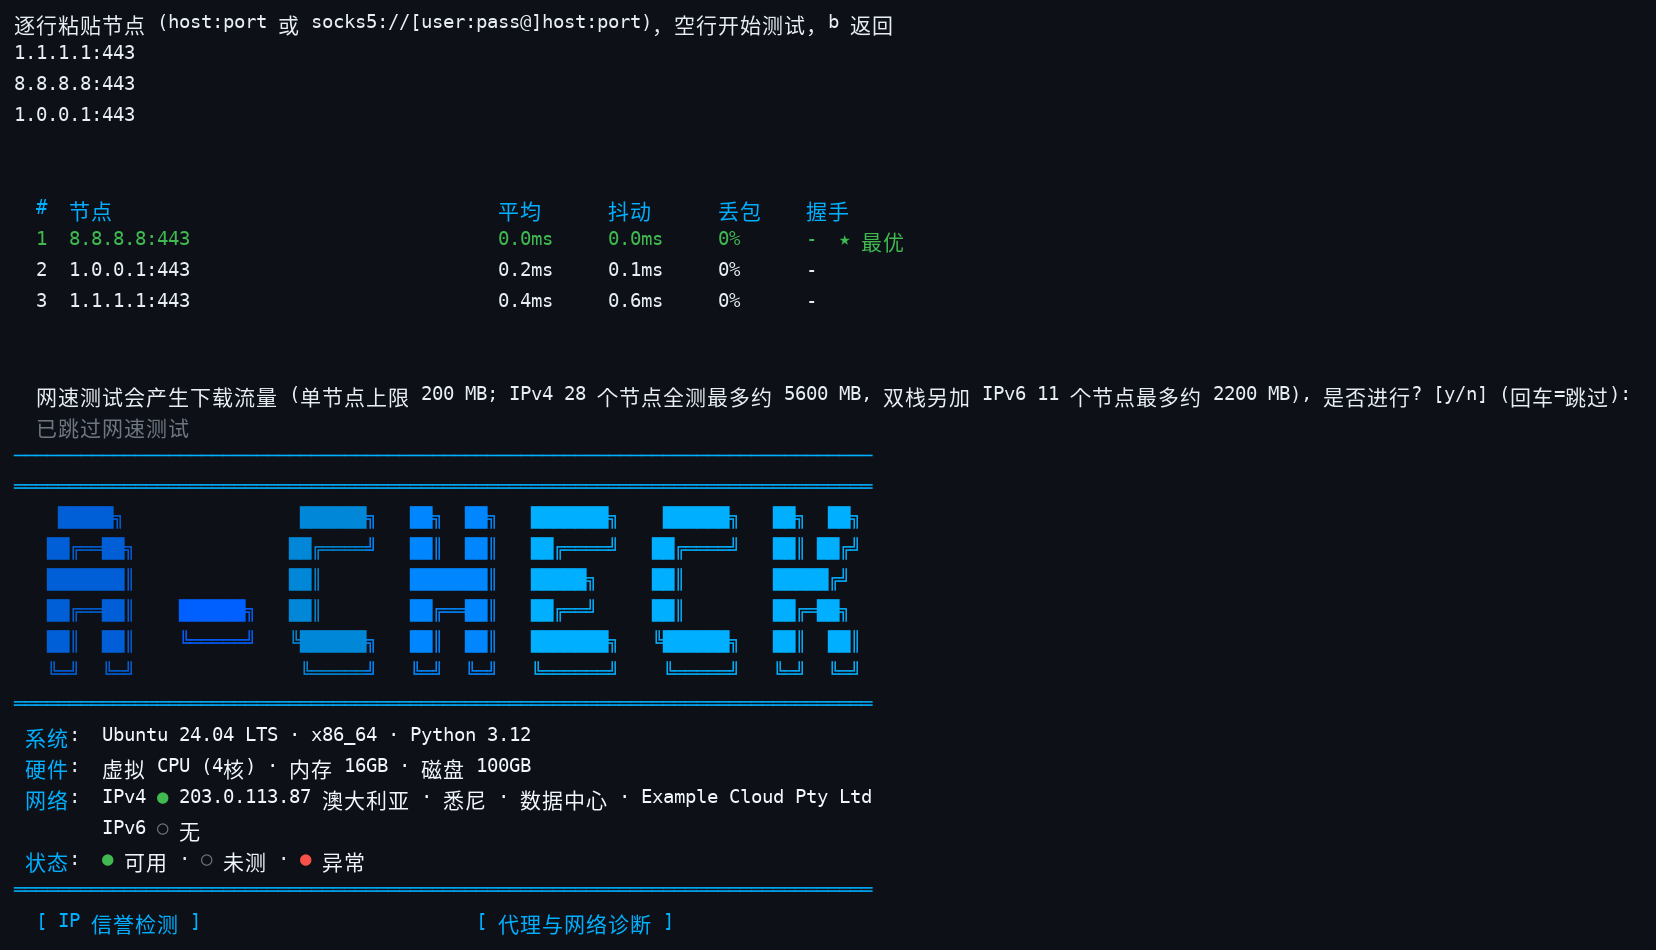 逐行粘贴节点 (host:port 或 socks5://[user:pass@]host:port)，空行开始测试，b 返回
1.1.1.1:443
8.8.8.8:443
1.0.0.1:443
# 节点 平均 抖动 丢包 握手
1 8.8.8.8:443 0.0ms 0.0ms 0% - ★ 最优
2 1.0.0.1:443 0.2ms 0.1ms 0% -
3 1.1.1.1:443 0.4ms 0.6ms 0% -
网速测试会产生下载流量 (单节点上限 200 MB; IPv4 28 个节点全测最多约 5600 MB, 双栈另加 IPv6 11 个节点最多约 2200 MB), 是否进行? [y/n] (回车=跳过):
已跳过网速测试
A-CHECK
系统: Ubuntu 24.04 LTS · x86_64 · Python 3.12
硬件: 虚拟 CPU (4核) · 内存 16GB · 磁盘 100GB
网络: IPv4 ● 203.0.113.87 澳大利亚 · 悉尼 · 数据中心 · Example Cloud Pty Ltd
IPv6 ○ 无
状态: ● 可用 · ○ 未测 · ● 异常
[ IP 信誉检测 ] [ 代理与网络诊断 ]